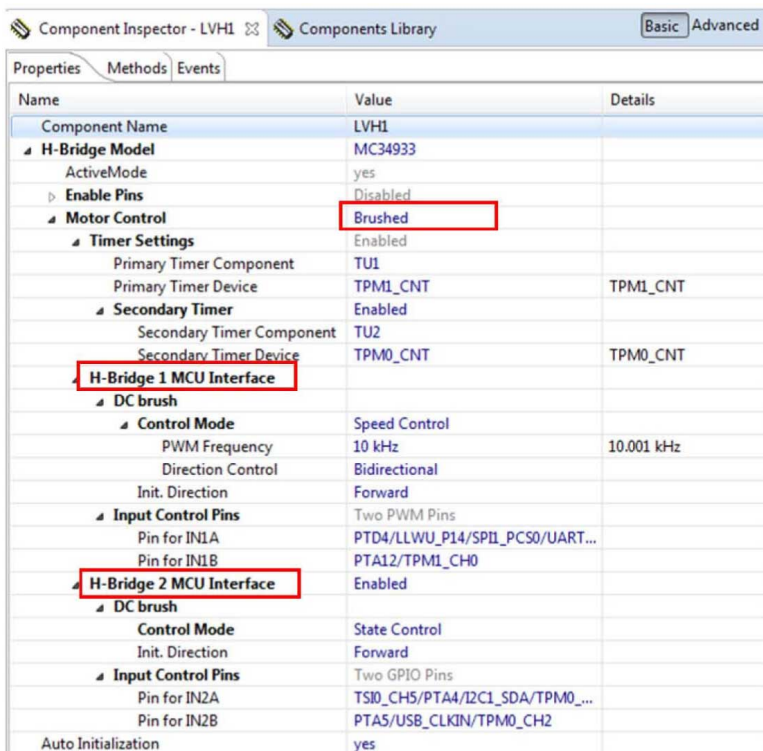 Component Inspector - LVH1 Components Library Basic Advanced
Properties Methods Events
Name Value Details
Component Name LVH1
H-Bridge Model MC34933
ActiveMode yes
Enable Pins Disabled
Motor Control Brushed
Timer Settings Enabled
Primary Timer Component TU1
Primary Timer Device TPM1_CNT TPM1_CNT
Secondary Timer Enabled
Secondary Timer Component TU2
Secondary Timer Device TPM0_CNT TPM0_CNT
H-Bridge 1 MCU Interface
DC brush
Control Mode Speed Control
PWM Frequency 10 kHz 10.001 kHz
Direction Control Bidirectional
Init. Direction Forward
Input Control Pins Two PWM Pins
Pin for IN1A PTD4/LLWU_P14/SPI1_PCS0/UART...
Pin for IN1B PTA12/TPM1_CH0
H-Bridge 2 MCU Interface Enabled
DC brush
Control Mode State Control
Init. Direction Forward
Input Control Pins Two GPIO Pins
Pin for IN2A TSI0_CH5/PTA4/I2C1_SDA/TPM0_...
Pin for IN2B PTA5/USB_CLKIN/TPM0_CH2
Auto Initialization yes